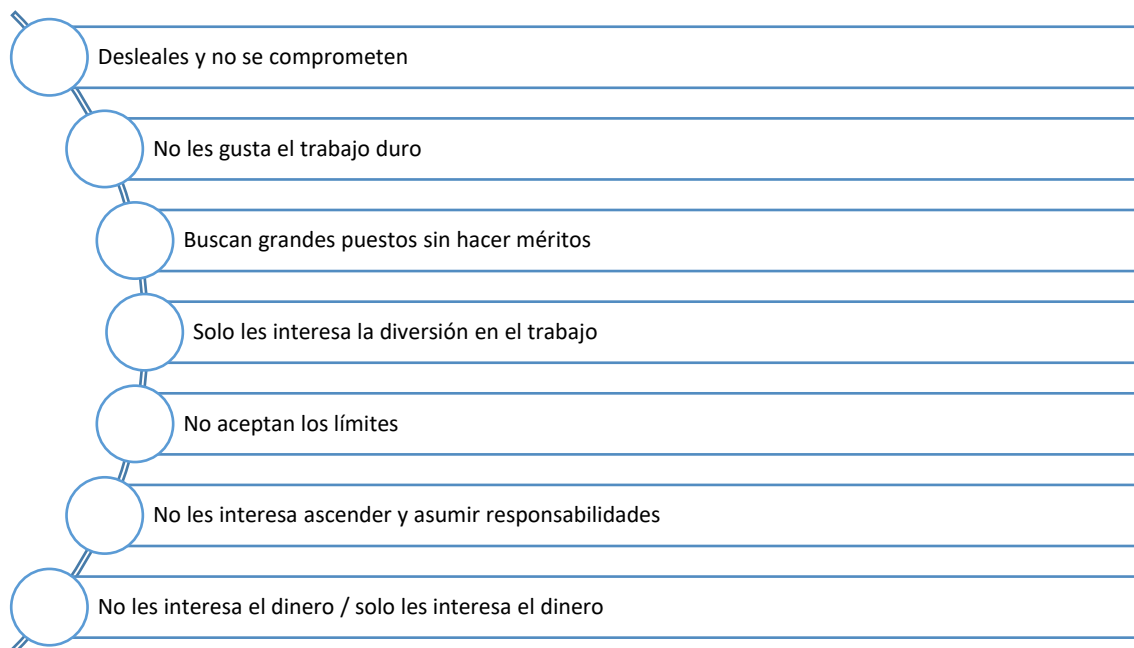 Desleales y no se comprometen
No les gusta el trabajo duro
Buscan grandes puestos sin hacer méritos
Solo les interesa la diversión en el trabajo
No aceptan los límites
No les interesa ascender y asumir responsabilidades
No les interesa el dinero / solo les interesa el dinero